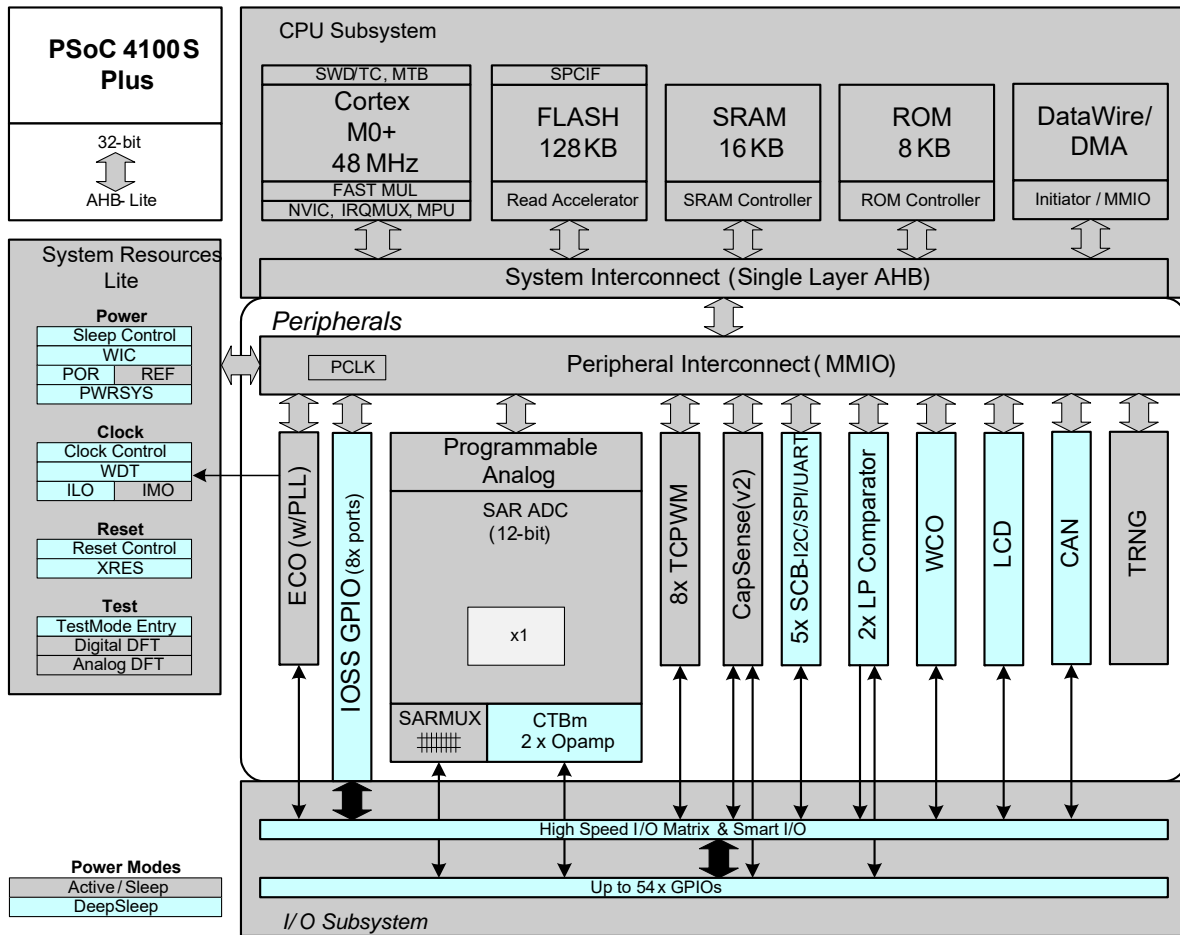 PSoC 4100S
Plus
32-bit
AHB-Lite
CPU Subsystem
SWD/TC, MTB
Cortex
M0+
48 MHz
FAST MUL
NVIC, IRQMUX, MPU
SPCIF
FLASH
128 KB
Read Accelerator
SRAM
16 KB
SRAM Controller
ROM
8 KB
ROM Controller
DataWire/
DMA
Initiator / MMIO
System Interconnect (Single Layer AHB)
System Resources
Lite
Power
Sleep Control
WIC
POR REF
PWRSYS
Clock
Clock Control
WDT
ILO IMO
Reset
Reset Control
XRES
Test
TestMode Entry
Digital DFT
Analog DFT
Peripherals
PCLK
Peripheral Interconnect (MMIO)
ECO (w/PLL)
IOSS GPIO (8x ports)
Programmable
Analog
SAR ADC
(12-bit)
x1
SARMUX
CTBm
2 x Opamp
8x TCPWM
CapSense(v2)
5x SCB-I2C/SPI/UART
2x LP Comparator
WCO
LCD
CAN
TRNG
High Speed I/O Matrix & Smart I/O
Up to 54x GPIOs
I/O Subsystem
Power Modes
Active / Sleep
DeepSleep